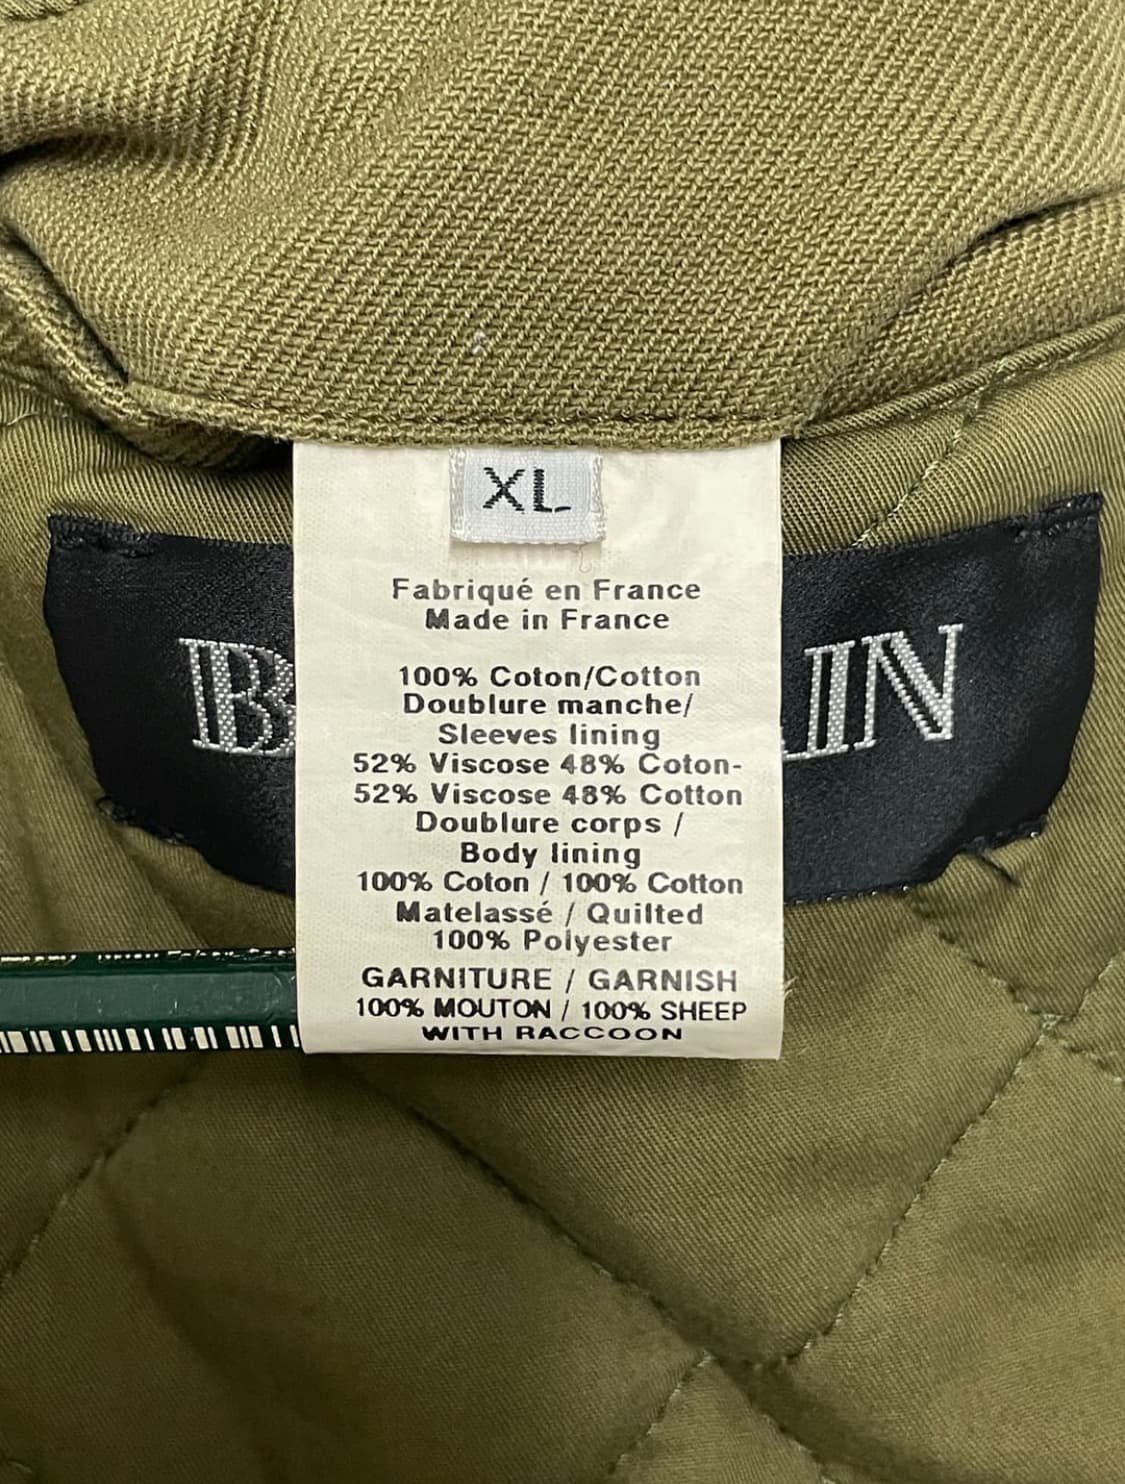 XL
Fabriqué en France
Made in France
100% Coton/Cotton
Doublure manche/
Sleeves lining
52% Viscose 48% Coton-
52% Viscose 48% Cotton
Doublure corps /
Body lining
100% Coton / 100% Cotton
Matelassé / Quilted
100% Polyester
GARNITURE / GARNISH
100% MOUTON / 100% SHEEP
WITH RACCOON